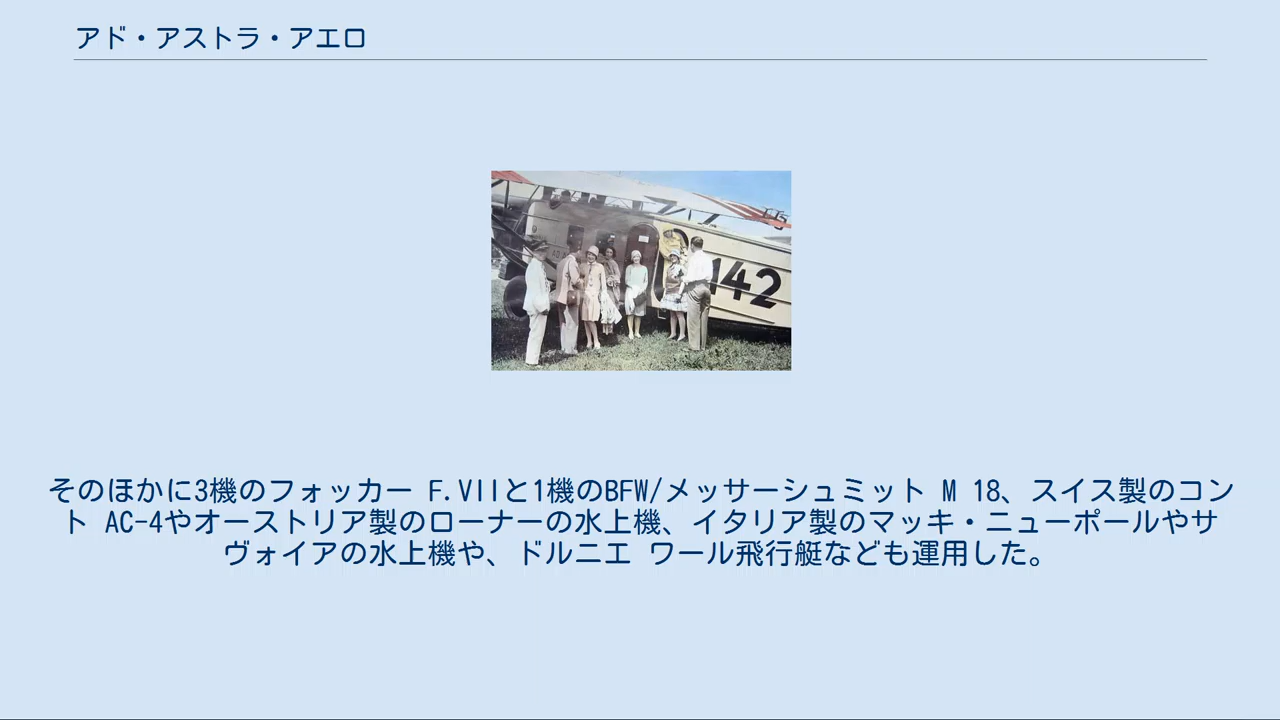 アド・アストラ・アエロ
142
そのほかに3機のフォッカー F.VIIと1機のBFW/メッサーシュミット M 18、スイス製のコン
ト AC-4やオーストリア製のローナーの水上機、イタリア製のマッキ・ニューポールやサ
ヴォイアの水上機や、ドルニエ ワール飛行艇なども運用した。